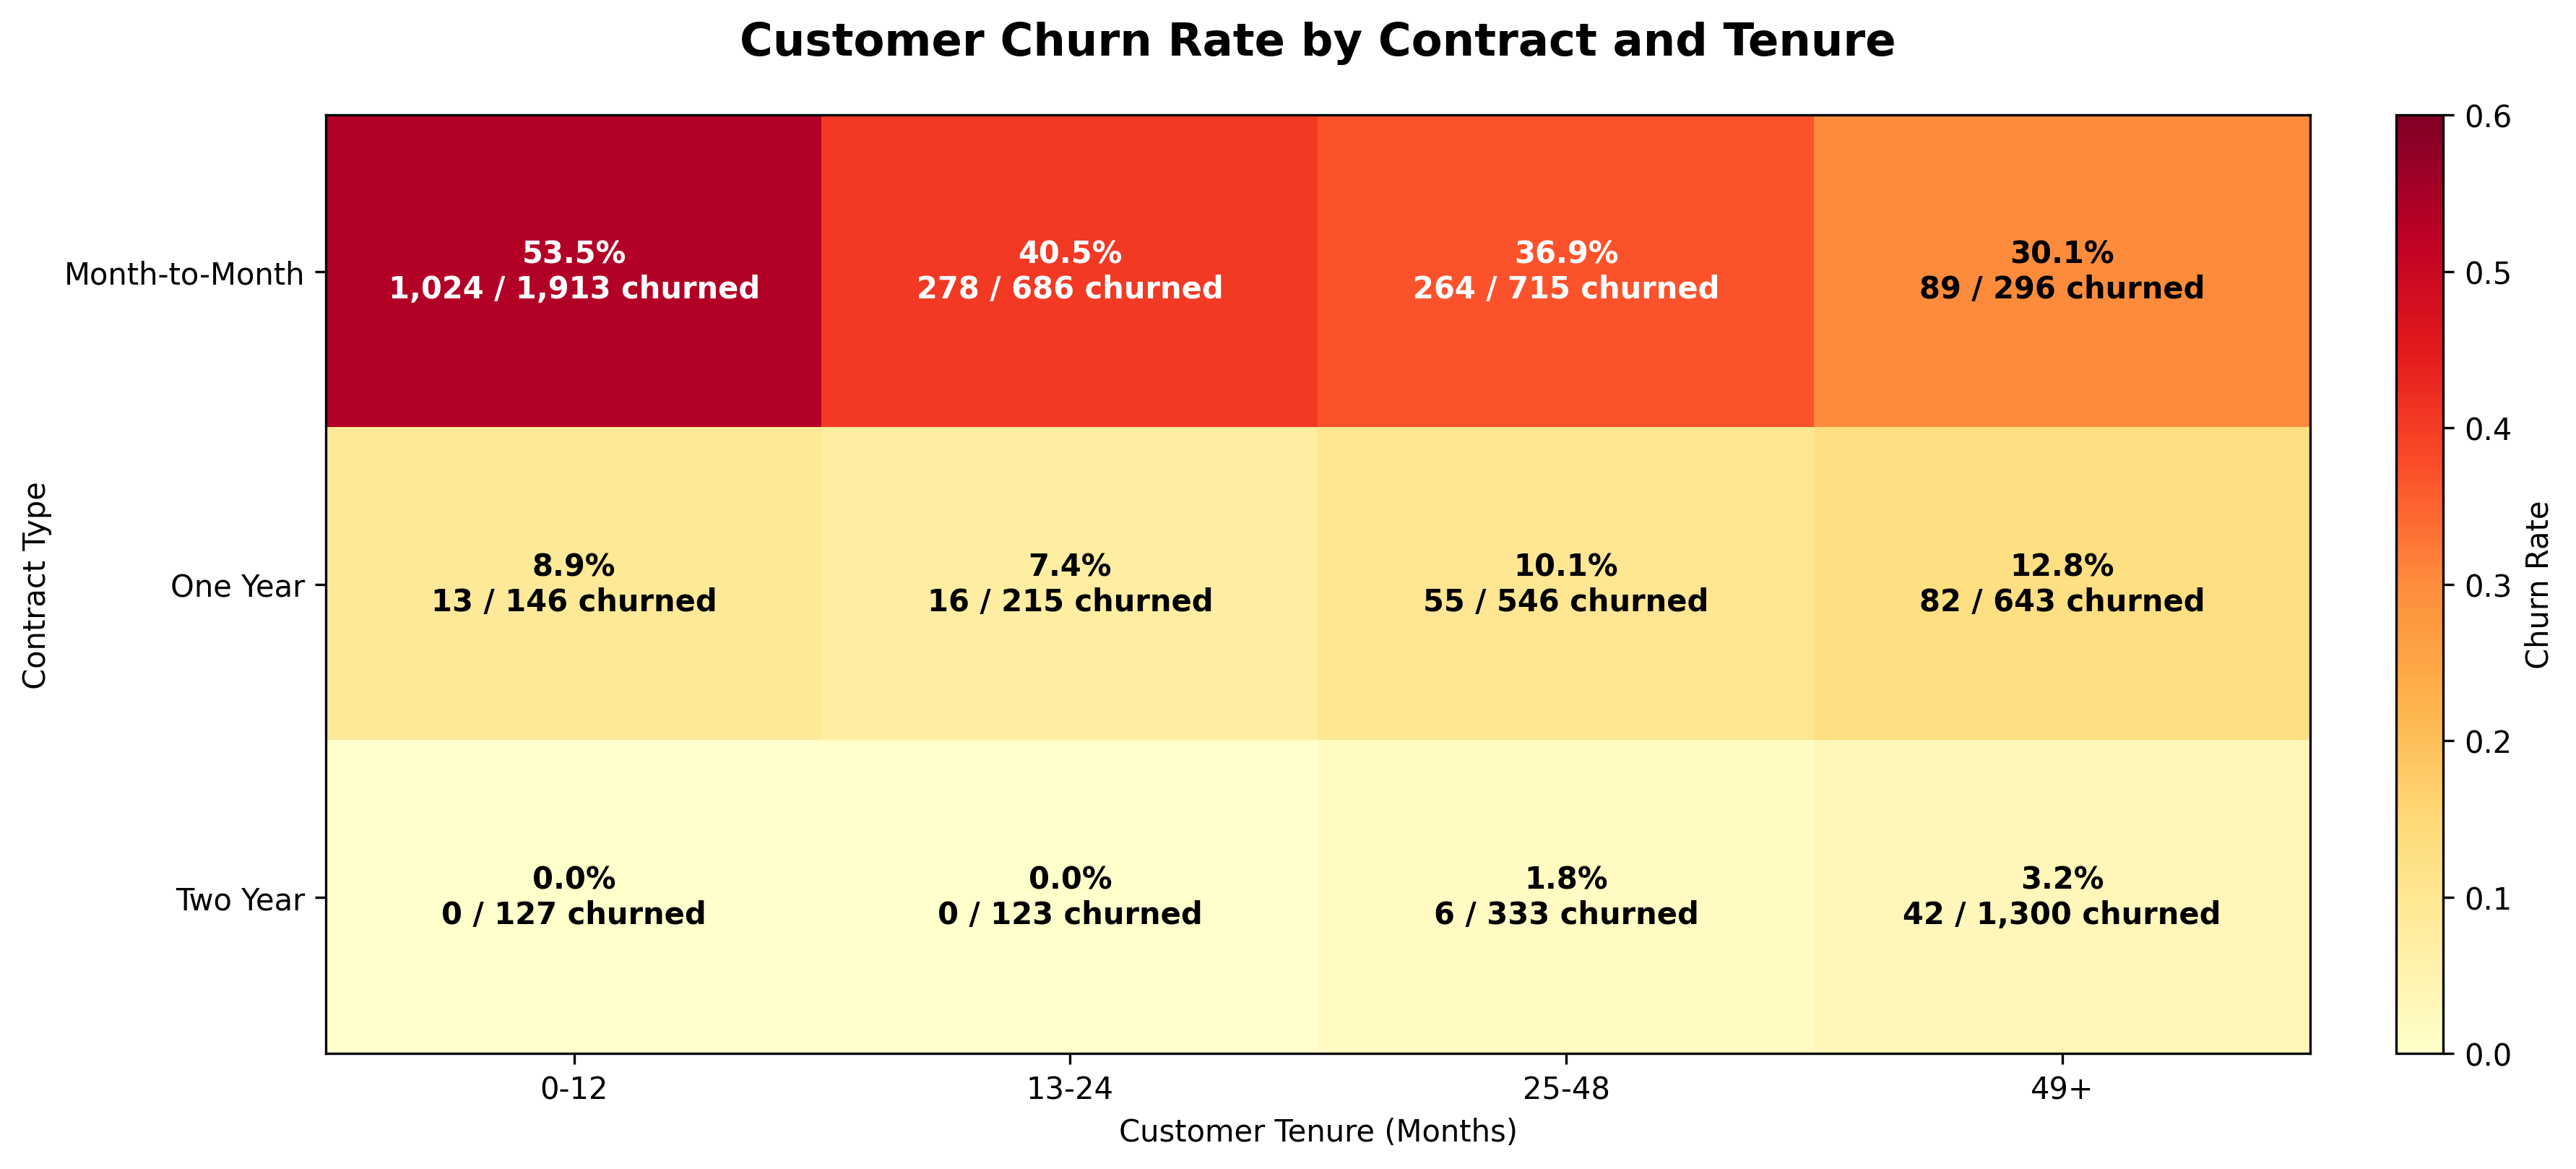 Customer Churn Rate by Contract and Tenure
Contract Type
Month-to-Month
53.5%
1,024 / 1,913 churned
40.5%
278 / 686 churned
36.9%
264 / 715 churned
30.1%
89 / 296 churned
One Year
8.9%
13 / 146 churned
7.4%
16 / 215 churned
10.1%
55 / 546 churned
12.8%
82 / 643 churned
Two Year
0.0%
0 / 127 churned
0.0%
0 / 123 churned
1.8%
6 / 333 churned
3.2%
42 / 1,300 churned
0-12
13-24
25-48
49+
Customer Tenure (Months)
0.6
0.5
0.4
0.3
0.2
0.1
0.0
Churn Rate